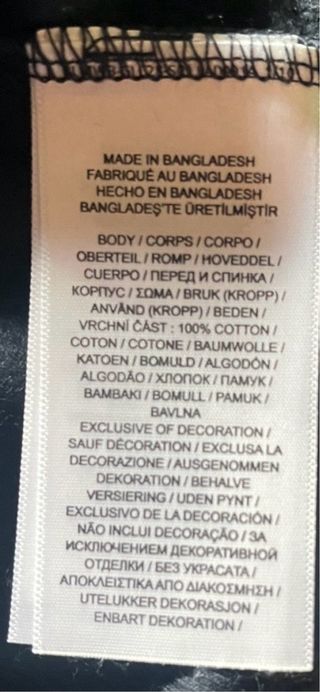 MADE IN BANGLADESH
FABRIQUÉ AU BANGLADESH
HECHO EN BANGLADESH
BANGLADEŞ'TE ÜRETİLMİŞTİR
BODY / CORPS / CORPO /
OBERTEIL / ROMP / HOVEDDEL /
CUERPO / ПЕРЕД И СПИНКА /
КОРПУС / ΣΩΜΑ / BRUK (KROPP) /
ANVÄND (KROPP) / BEDEN /
VRCHNÍ ČÁST : 100% COTTON /
COTON / COTONE / BAUMWOLLE /
KATOEN / BOMULD / ALGODÓN /
ALGODÃO / ХЛОПОК / ПАМУК /
BAMBAKI / BOMULL / PAMUK /
BAVLNA
EXCLUSIVE OF DECORATION /
SAUF DÉCORATION / EXCLUSA LA
DECORAZIONE / AUSGENOMMEN
DEKORATION / BEHALVE
VERSIERING / UDEN PYNT /
EXCLUSIVO DE LA DECORACIÓN /
NÃO INCLUI DECORAÇÃO / ЗА
ИСКЛЮЧЕНИЕМ ДЕКОРАТИВНОЙ
ОТДЕЛКИ / БЕЗ УКРАСАТА /
ΑΠΟΚΛΕΙΣΤΙΚΑ ΑΠΟ ΔΙΑΚΟΣΜΗΣΗ /
UTELUKKER DEKORASJON /
ENBART DEKORATION /